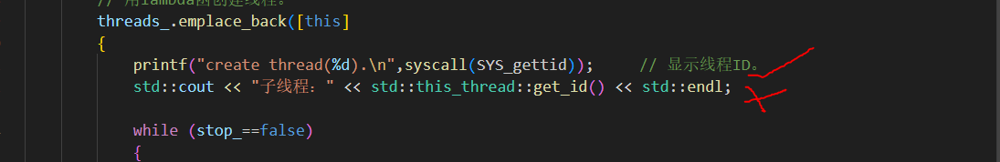 // 用lambda函创建线程。
threads_.emplace_back([this]
{
printf("create thread(%d).\n",syscall(SYS_gettid)); // 显示线程ID。
std::cout << "子线程：" << std::this_thread::get_id() << std::endl;
while (stop_==false)
{